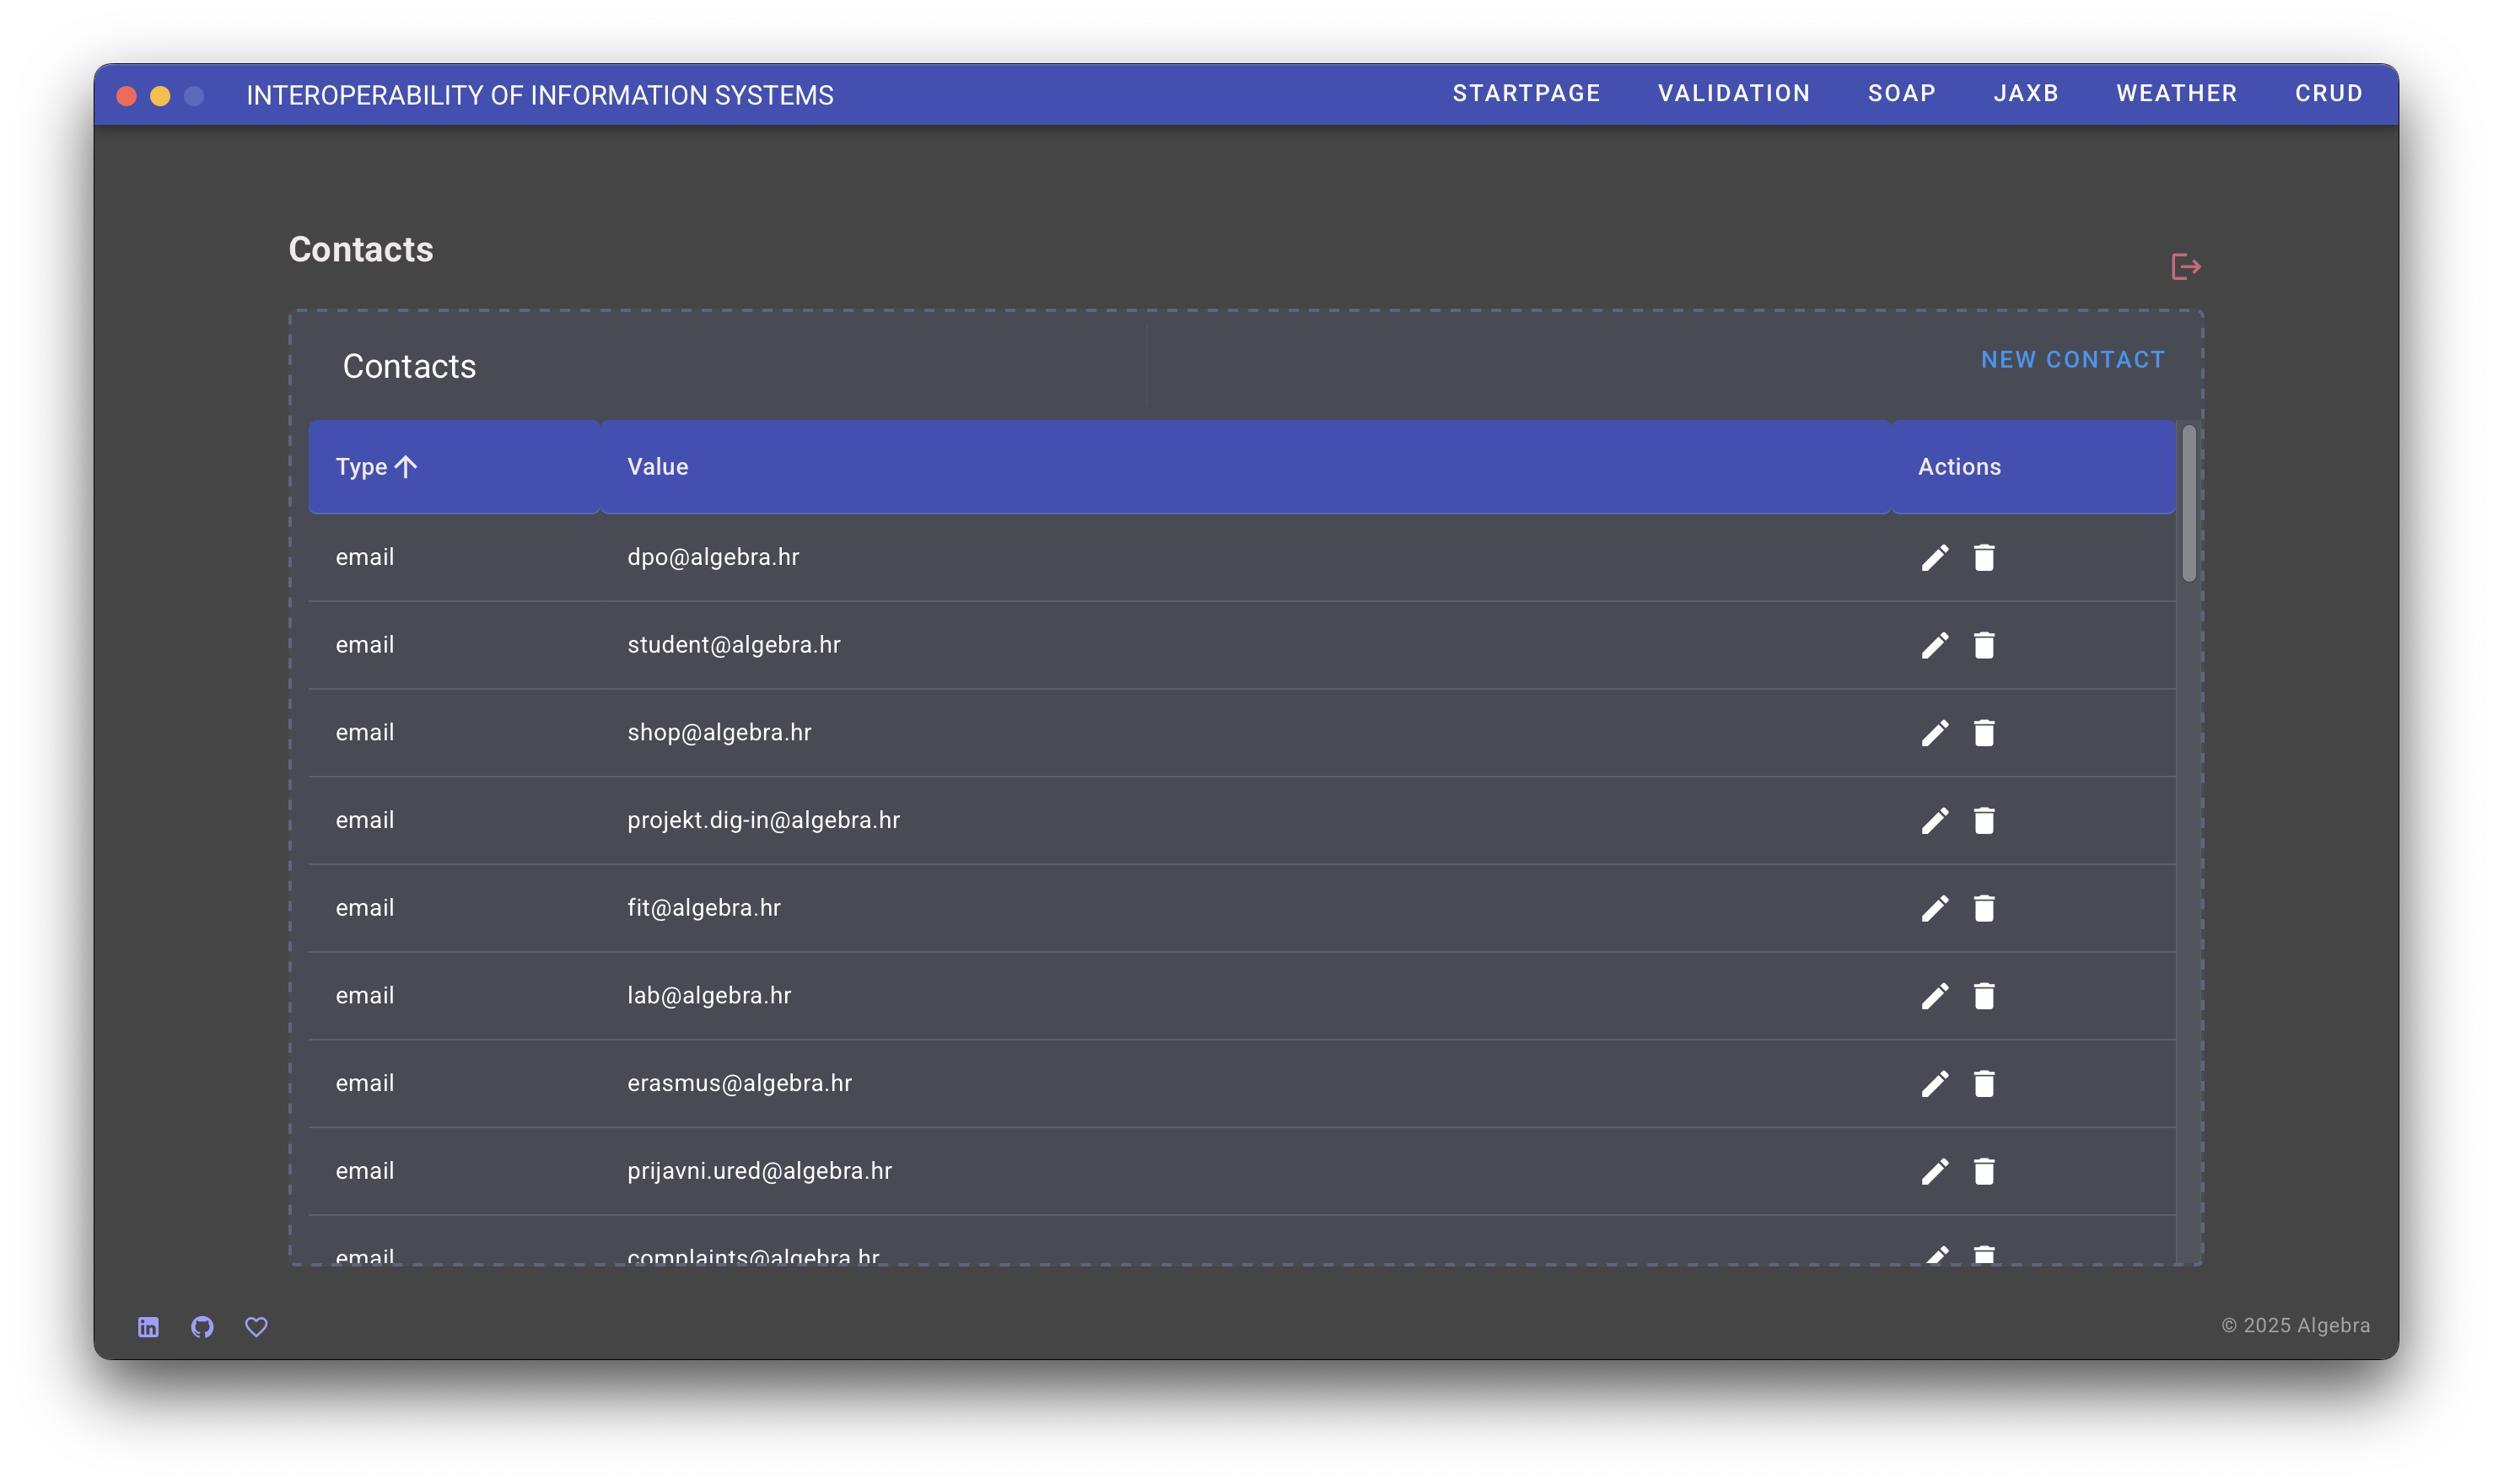 INTEROPERABILITY OF INFORMATION SYSTEMS STARTPAGE VALIDATION SOAP JAXB WEATHER CRUD
Contacts
Contacts NEW CONTACT
Type Value Actions
email dpo@algebra.hr
email student@algebra.hr
email shop@algebra.hr
email projekt.dig-in@algebra.hr
email fit@algebra.hr
email lab@algebra.hr
email erasmus@algebra.hr
email prijavni.ured@algebra.hr
email complaints@algebra.hr
in
© 2025 Algebra